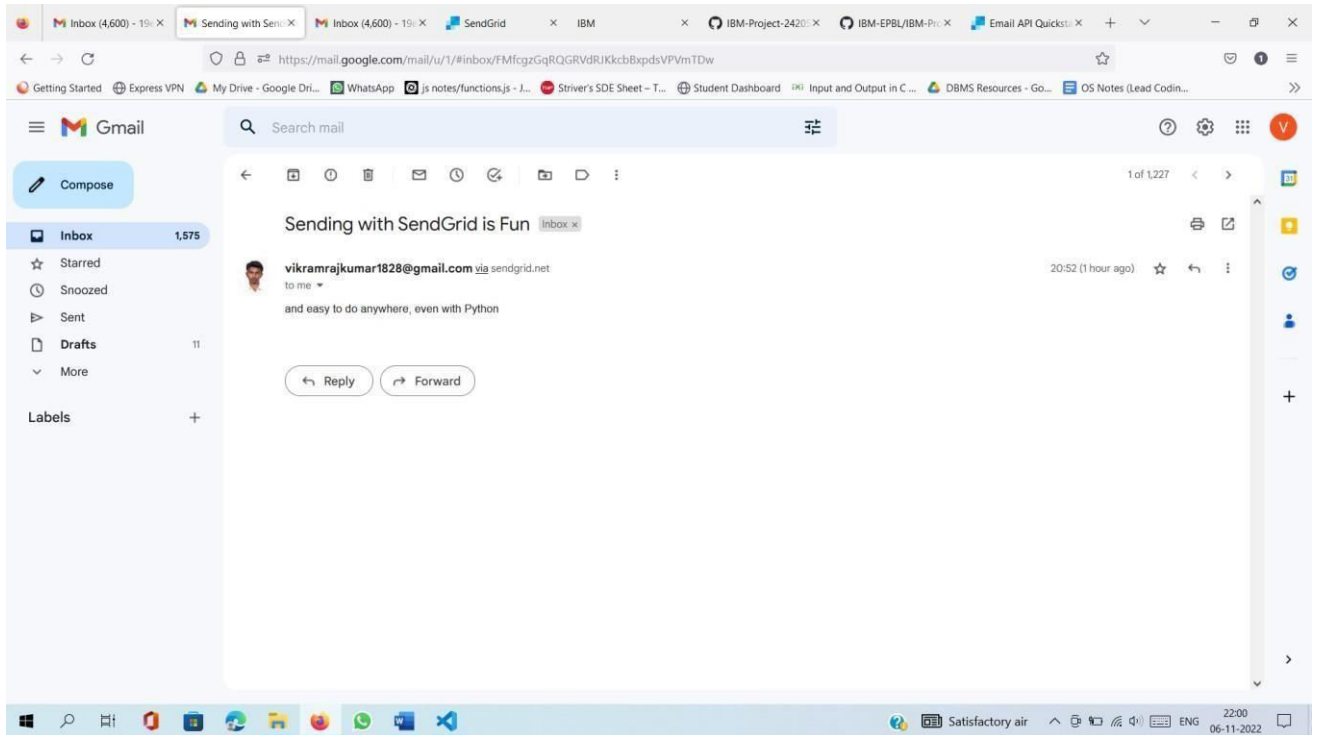 Inbox (4,600) - 19
Sending with Sen
Inbox (4,600) - 19
SendGrid
IBM
IBM-Project-2420
IBM-EPBL/IBM-Pro
Email API Quicksta
https://mail.google.com/mail/u/1/#inbox/FMfcgzGqRQGRVdRJKkcbBxpdsVPVmTDw
1
Getting Started
Express VPN
My Drive - Google Dri...
WhatsApp
js notes/functions.js - J...
Striver's SDE Sheet – T...
Student Dashboard
Input and Output in C ...
DBMS Resources - Go...
OS Notes (Lead Codin...
Gmail
Search mail
V
Compose
1 of 1,227
31
Inbox 1,575
Sending with SendGrid is Fun Inbox x
Starred
vikramrajkumar1828@gmail.com via sendgrid.net
20:52 (1 hour ago)
to me
Snoozed
and easy to do anywhere, even with Python
Sent
Drafts 11
More
Reply
Forward
Labels
Satisfactory air
ENG
22:00
06-11-2022